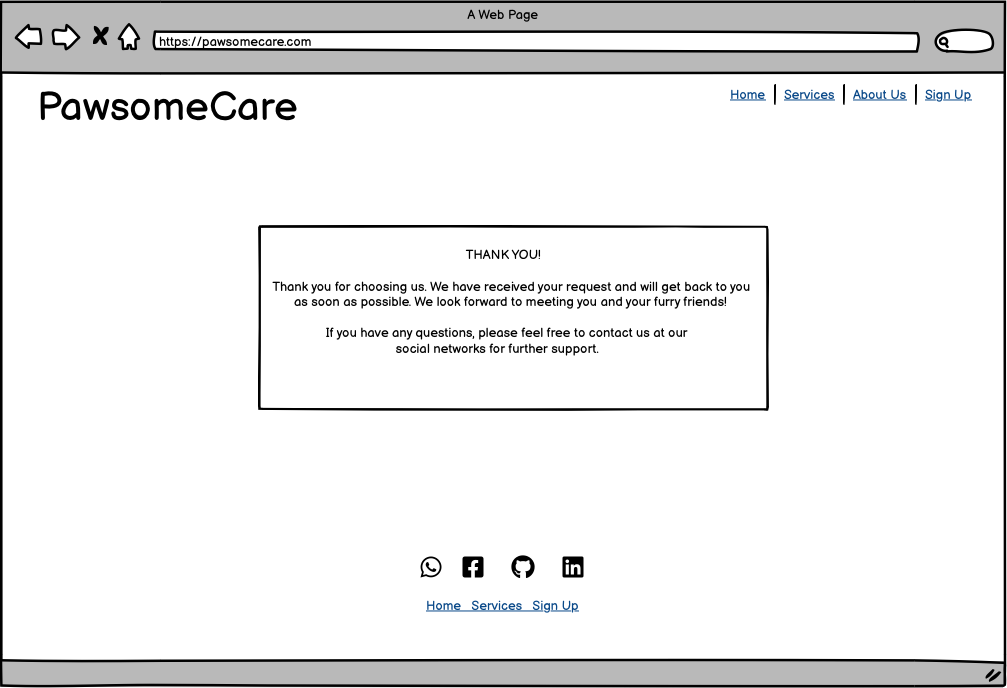 A Web Page
https://pawsomecare.com
PawsomeCare
Home Services About Us Sign Up
THANK YOU!
Thank you for choosing us. We have received your request and will get back to you
as soon as possible. We look forward to meeting you and your furry friends!
If you have any questions, please feel free to contact us at our
social networks for further support.
Home Services Sign Up